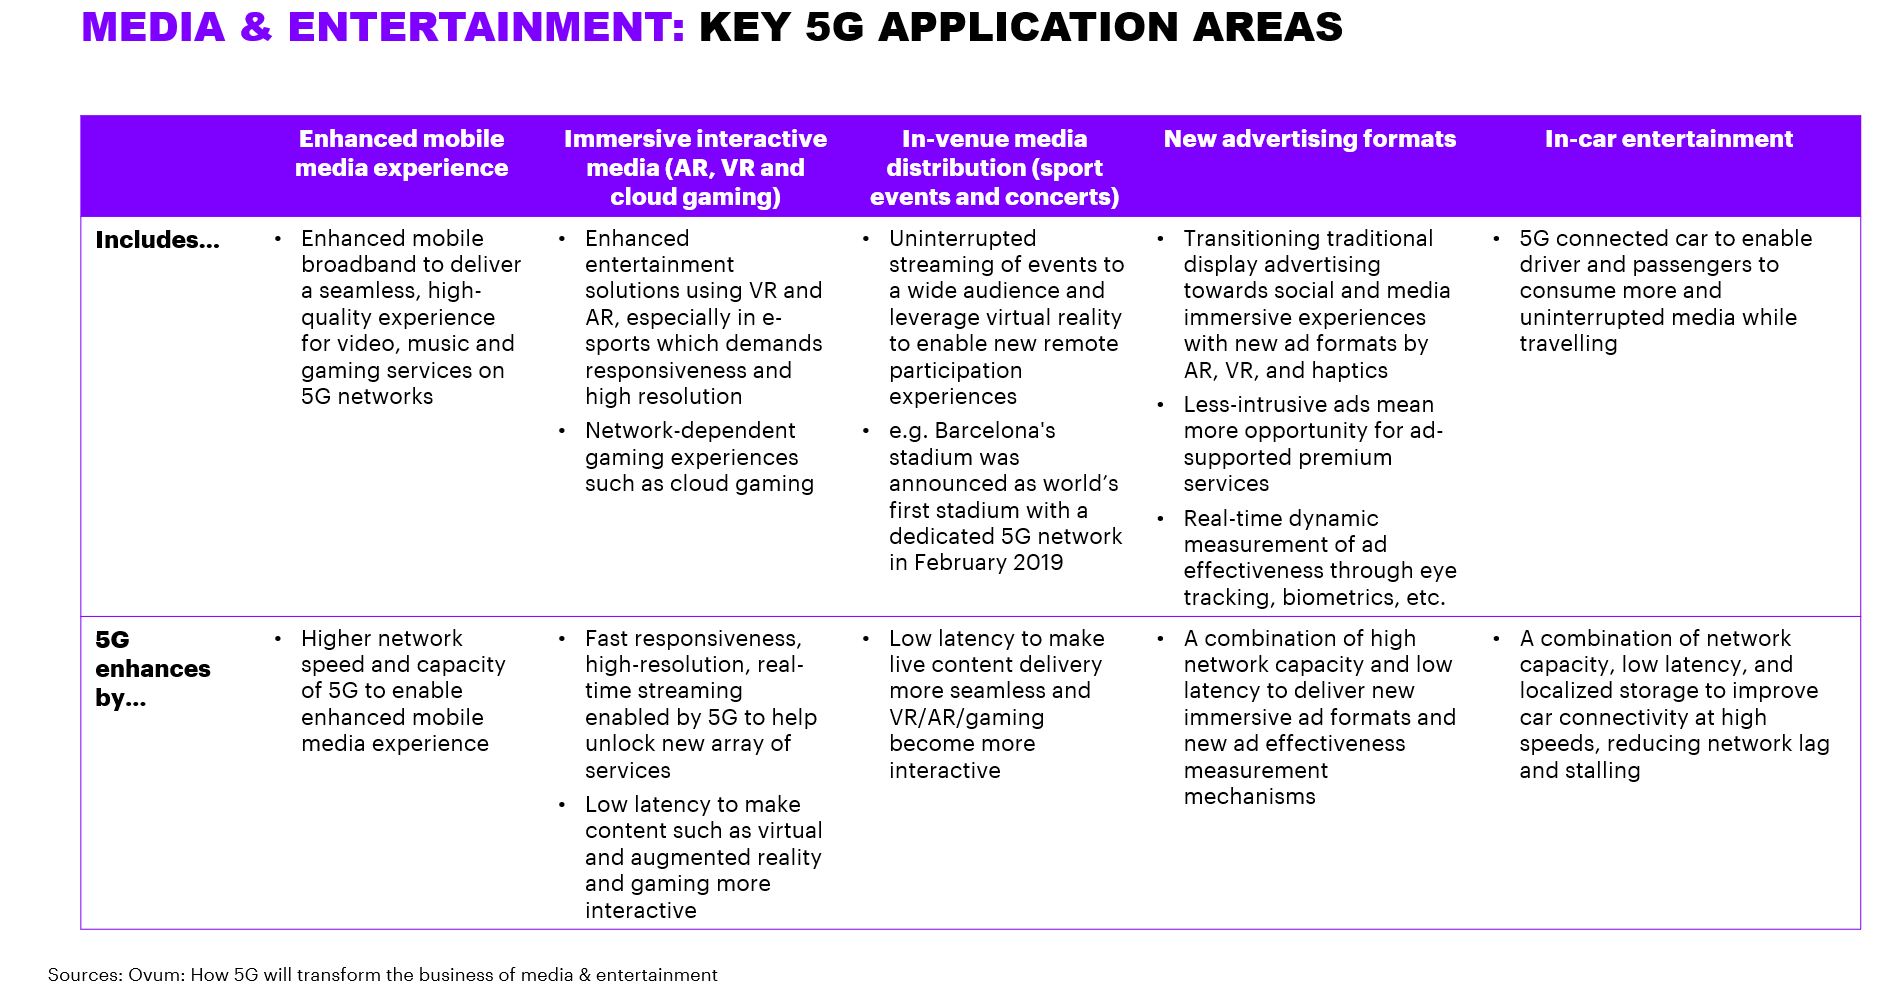 MEDIA & ENTERTAINMENT: KEY 5G APPLICATION AREAS
Enhanced mobile
media experience
Immersive interactive
media (AR, VR and
cloud gaming)
In-venue media
distribution (sport
events and concerts)
New advertising formats
In-car entertainment
Includes...
• Enhanced mobile
broadband to deliver
a seamless, high-
quality experience
for video, music and
gaming services on
5G networks
• Enhanced
entertainment
solutions using VR and
AR, especially in e-
sports which demands
responsiveness and
high resolution
• Network-dependent
gaming experiences
such as cloud gaming
• Uninterrupted
streaming of events to
a wide audience and
leverage virtual reality
to enable new remote
participation
experiences
• e.g. Barcelona's
stadium was
announced as world’s
first stadium with a
dedicated 5G network
in February 2019
• Transitioning traditional
display advertising
towards social and media
immersive experiences
with new ad formats by
AR, VR, and haptics
• Less-intrusive ads mean
more opportunity for ad-
supported premium
services
• Real-time dynamic
measurement of ad
effectiveness through eye
tracking, biometrics, etc.
• 5G connected car to enable
driver and passengers to
consume more and
uninterrupted media while
travelling
5G
enhances
by...
• Higher network
speed and capacity
of 5G to enable
enhanced mobile
media experience
• Fast responsiveness,
high-resolution, real-
time streaming
enabled by 5G to help
unlock new array of
services
• Low latency to make
content such as virtual
and augmented reality
and gaming more
interactive
• Low latency to make
live content delivery
more seamless and
VR/AR/gaming
become more
interactive
• A combination of high
network capacity and low
latency to deliver new
immersive ad formats and
new ad effectiveness
measurement
mechanisms
• A combination of network
capacity, low latency, and
localized storage to improve
car connectivity at high
speeds, reducing network lag
and stalling
Sources: Ovum: How 5G will transform the business of media & entertainment